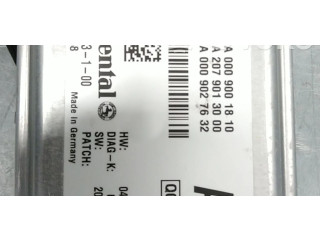 A 000 900 18 10
A 207 901 30 00
A 000 902 76 32
HW: 04
DIAG-K:
SW:
PATCH: 20
ental
3-1-00
8
Made in Germany